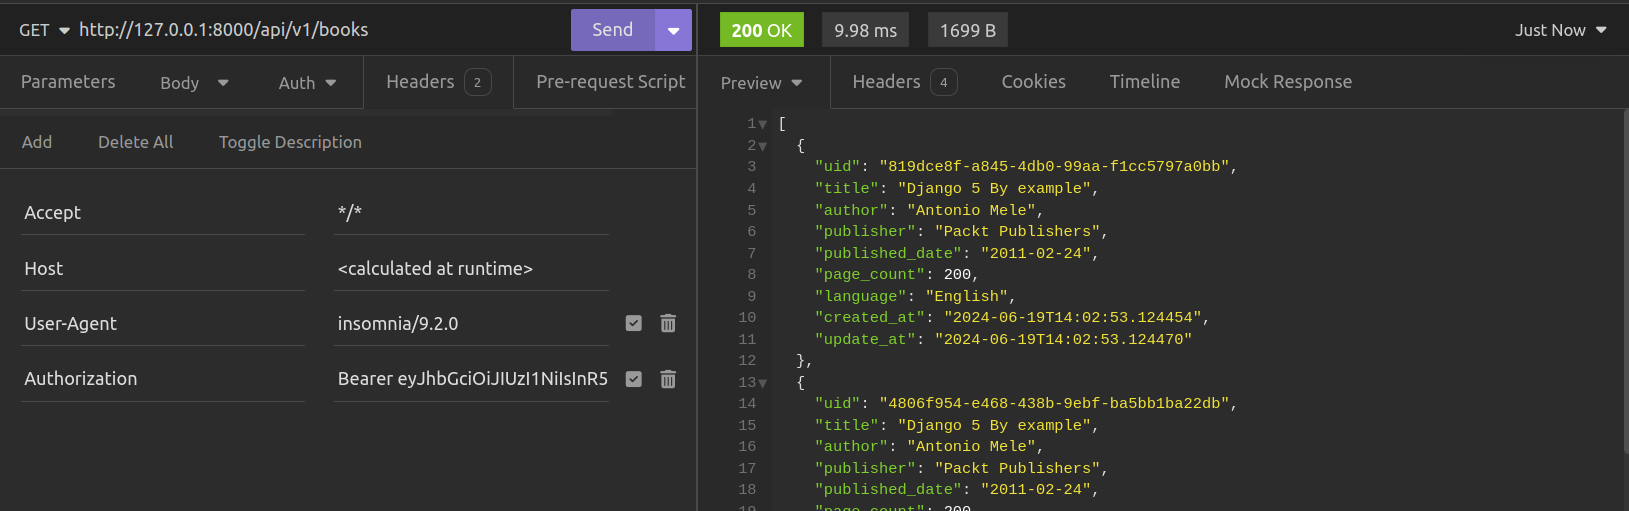 GET http://127.0.0.1:8000/api/v1/books Send
Parameters Body Auth Headers 2 Pre-request Script
Add Delete All Toggle Description
Accept */*
Host <calculated at runtime>
User-Agent insomnia/9.2.0
Authorization Bearer eyJhbGciOiJIUzI1NiIsInR5
200 OK 9.98 ms 1699 B Just Now
Preview Headers 4 Cookies Timeline Mock Response
1 [
2 {
3 "uid": "819dce8f-a845-4db0-99aa-f1cc5797a0bb",
4 "title": "Django 5 By example",
5 "author": "Antonio Mele",
6 "publisher": "Packt Publishers",
7 "published_date": "2011-02-24",
8 "page_count": 200,
9 "language": "English",
10 "created_at": "2024-06-19T14:02:53.124454",
11 "update_at": "2024-06-19T14:02:53.124470"
12 },
13 {
14 "uid": "4806f954-e468-438b-9ebf-ba5bb1ba22db",
15 "title": "Django 5 By example",
16 "author": "Antonio Mele",
17 "publisher": "Packt Publishers",
18 "published_date": "2011-02-24",
19 "page_count": 200